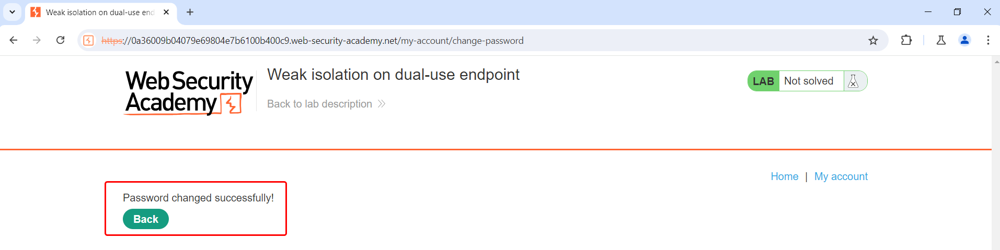 Weak isolation on dual-use end
https://0a36009b04079e69804e7b6100b400c9.web-security-academy.net/my-account/change-password
Web Security
Academy
Weak isolation on dual-use endpoint
Back to lab description
LAB Not solved
Home | My account
Password changed successfully!
Back